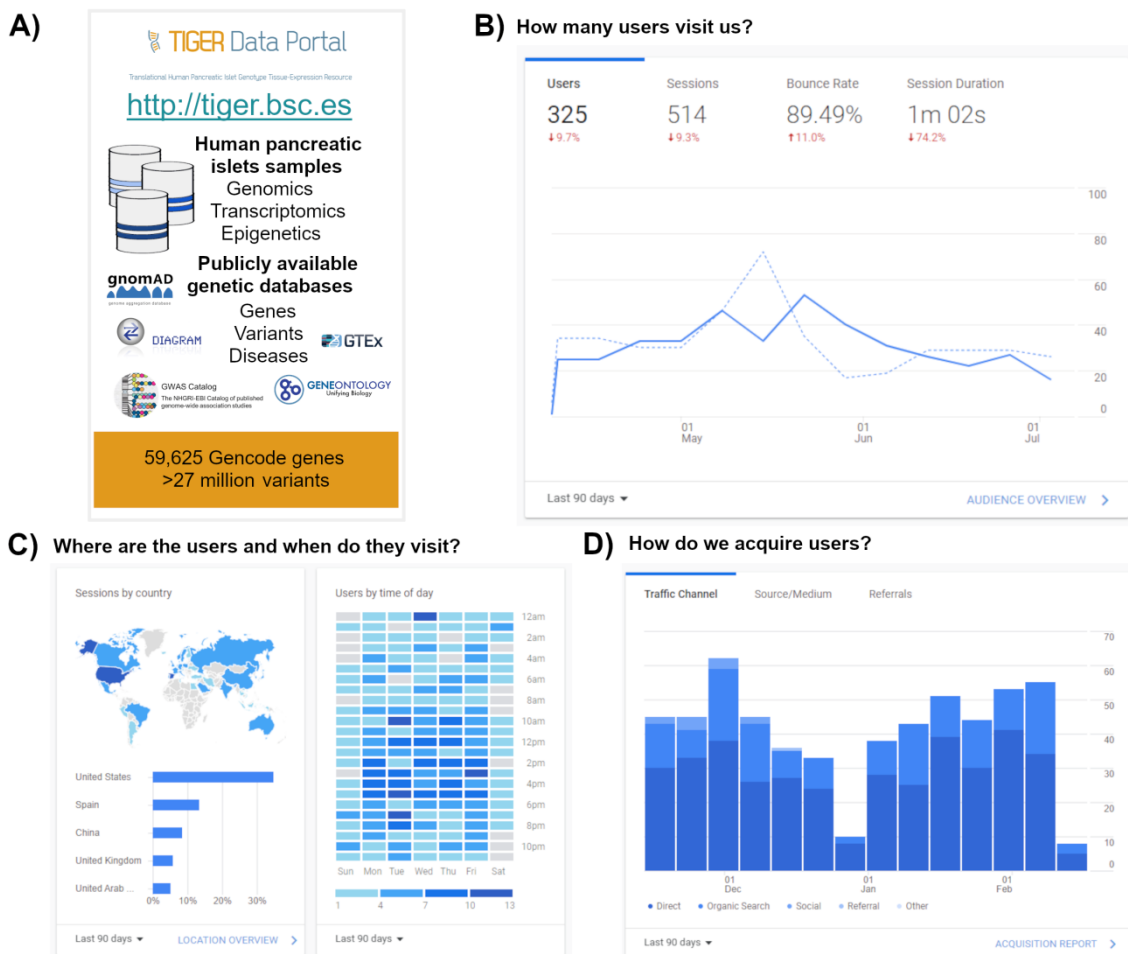 A)
TIGER Data Portal
Translational Human Pancreatic Islet Genotype Tissue-Expression Resource
http://tiger.bsc.es
Human pancreatic
islets samples
Genomics
Transcriptomics
Epigenetics
Publicly available
genetic databases
gnomAD
genome aggregation database
Genes
Variants
Diseases
DIAGRAM
GTEx
GWAS Catalog
The NHGRI-EBI Catalog of published
genome-wide association studies
GENEONTOLOGY
Unifying Biology
59,625 Gencode genes
>27 million variants
B) How many users visit us?
Users
Sessions
Bounce Rate
Session Duration
325
514
89.49%
1m 02s
↓9.7%
↓9.3%
↑11.0%
↓74.2%
100
80
60
40
20
0
01
May
01
Jun
01
Jul
Last 90 days
AUDIENCE OVERVIEW
C) Where are the users and when do they visit?
Sessions by country
United States
Spain
China
United Kingdom
United Arab ...
0%
10%
20%
30%
Last 90 days
LOCATION OVERVIEW
Users by time of day
12am
2am
4am
6am
8am
10am
12pm
2pm
4pm
6pm
8pm
10pm
Sun Mon Tue Wed Thu Fri Sat
1 4 7 10 13
Last 90 days
D) How do we acquire users?
Traffic Channel
Source/Medium
Referrals
70
60
50
40
30
20
10
0
01
Dec
01
Jan
01
Feb
Direct
Organic Search
Social
Referral
Other
Last 90 days
ACQUISITION REPORT